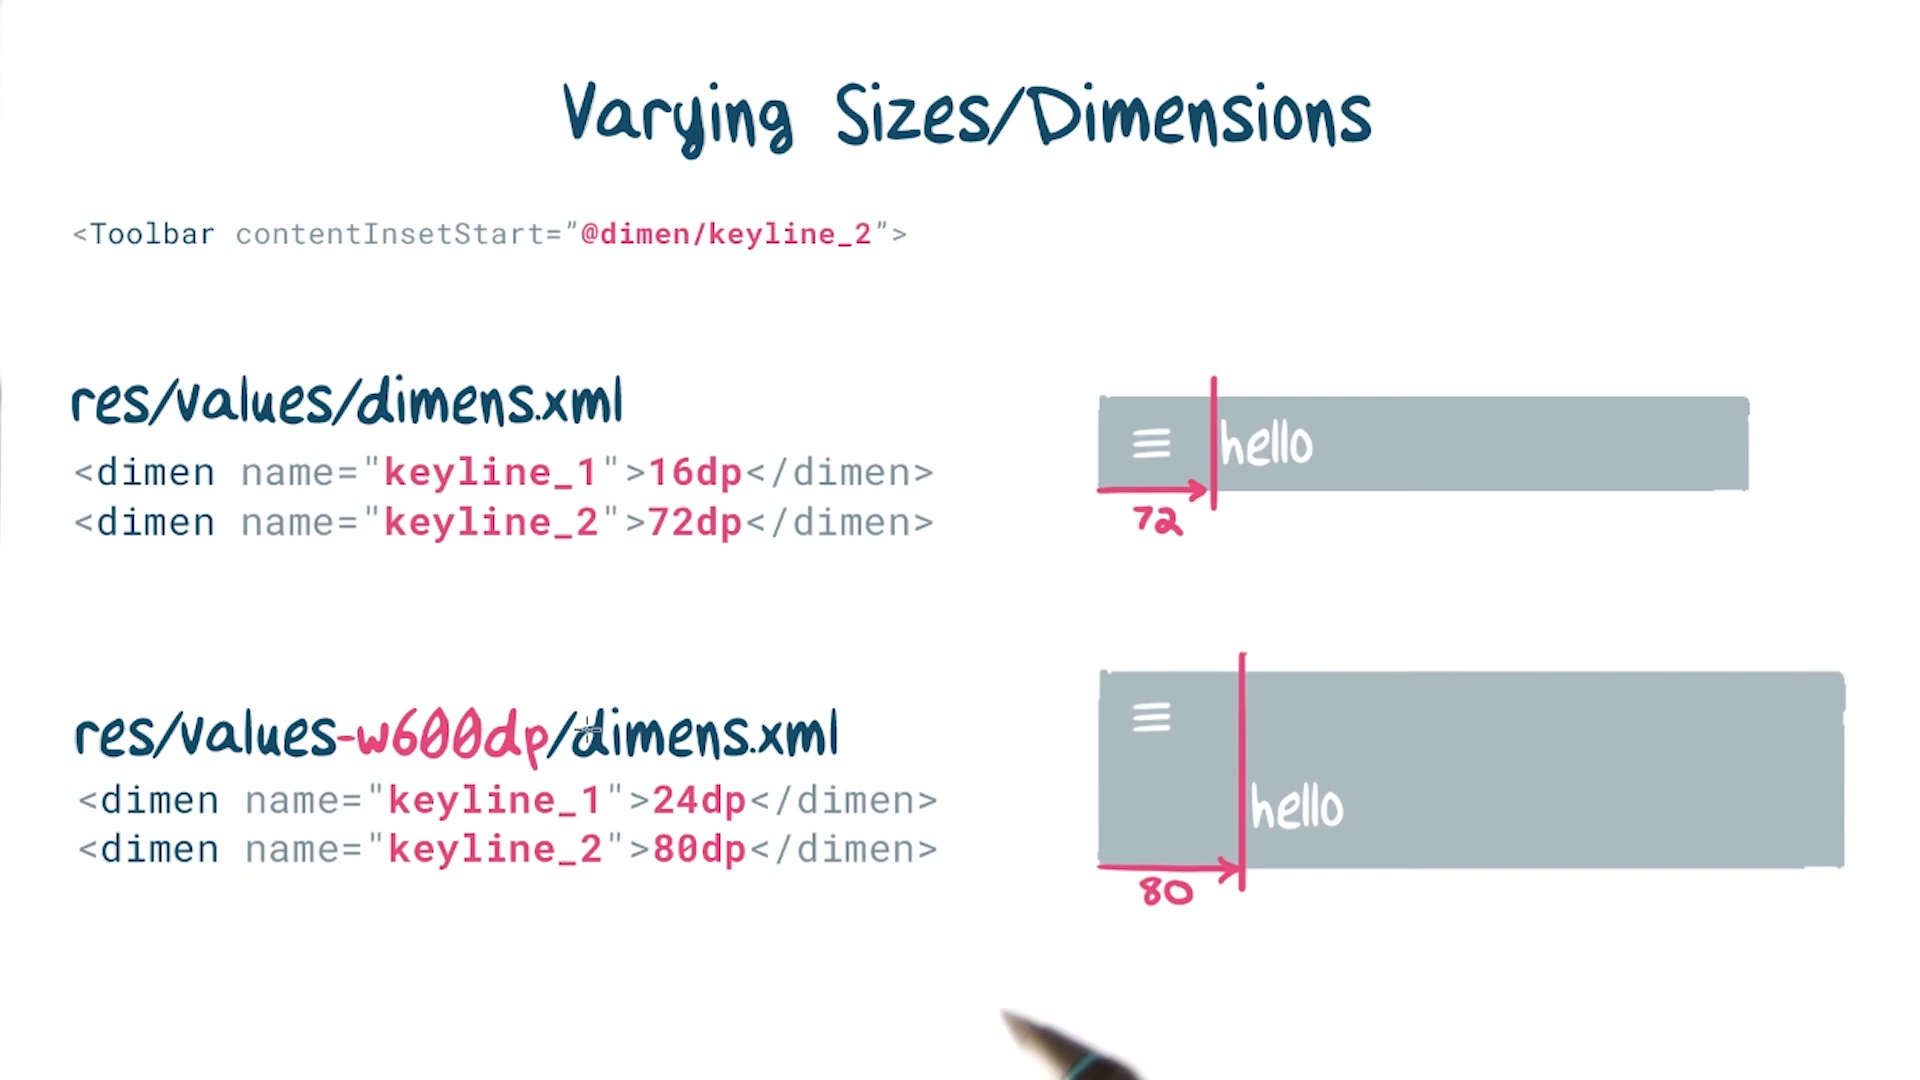 Varying Sizes/Dimensions
<Toolbar contentInsetStart="@dimen/keyline_2">
res/values/dimens.xml
<dimen name="keyline_1">16dp</dimen>
<dimen name="keyline_2">72dp</dimen>
hello
72
res/values-w600dp/dimens.xml
<dimen name="keyline_1">24dp</dimen>
<dimen name="keyline_2">80dp</dimen>
hello
80